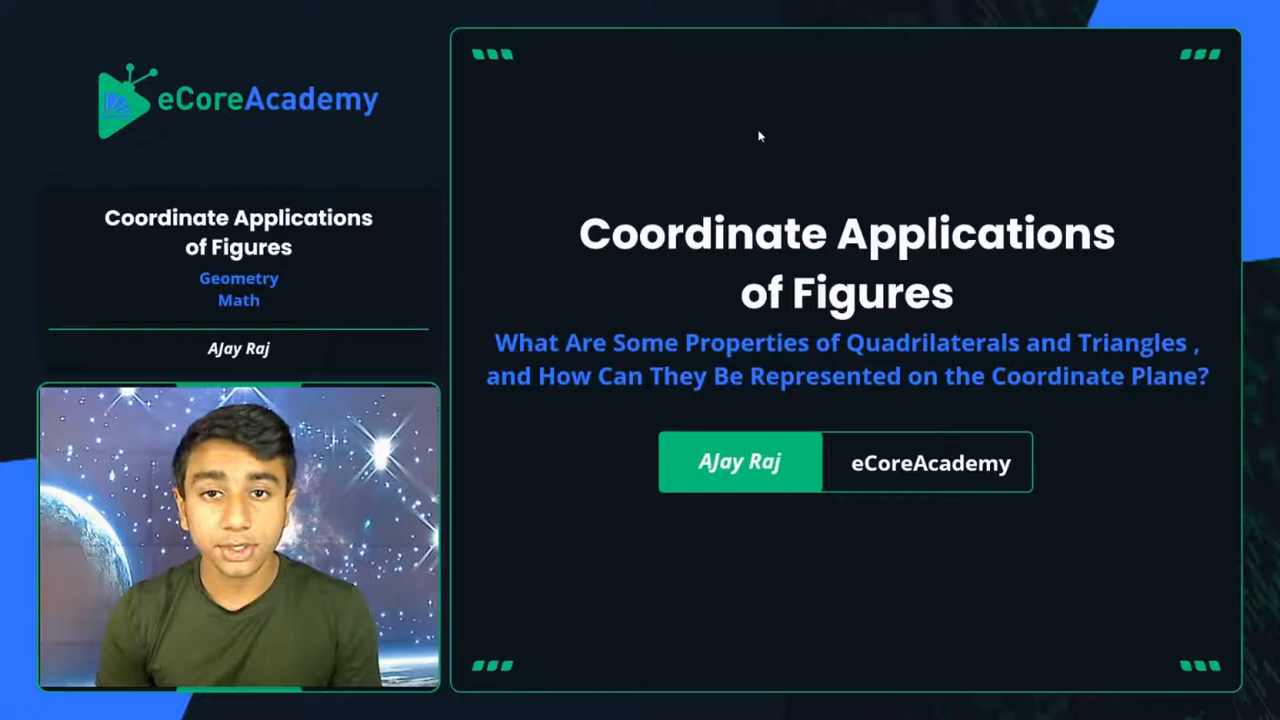 eCoreAcademy
Coordinate Applications
of Figures
Geometry
Math
AJay Raj
Coordinate Applications
of Figures
What Are Some Properties of Quadrilaterals and Triangles ,
and How Can They Be Represented on the Coordinate Plane?
AJay Raj
eCoreAcademy